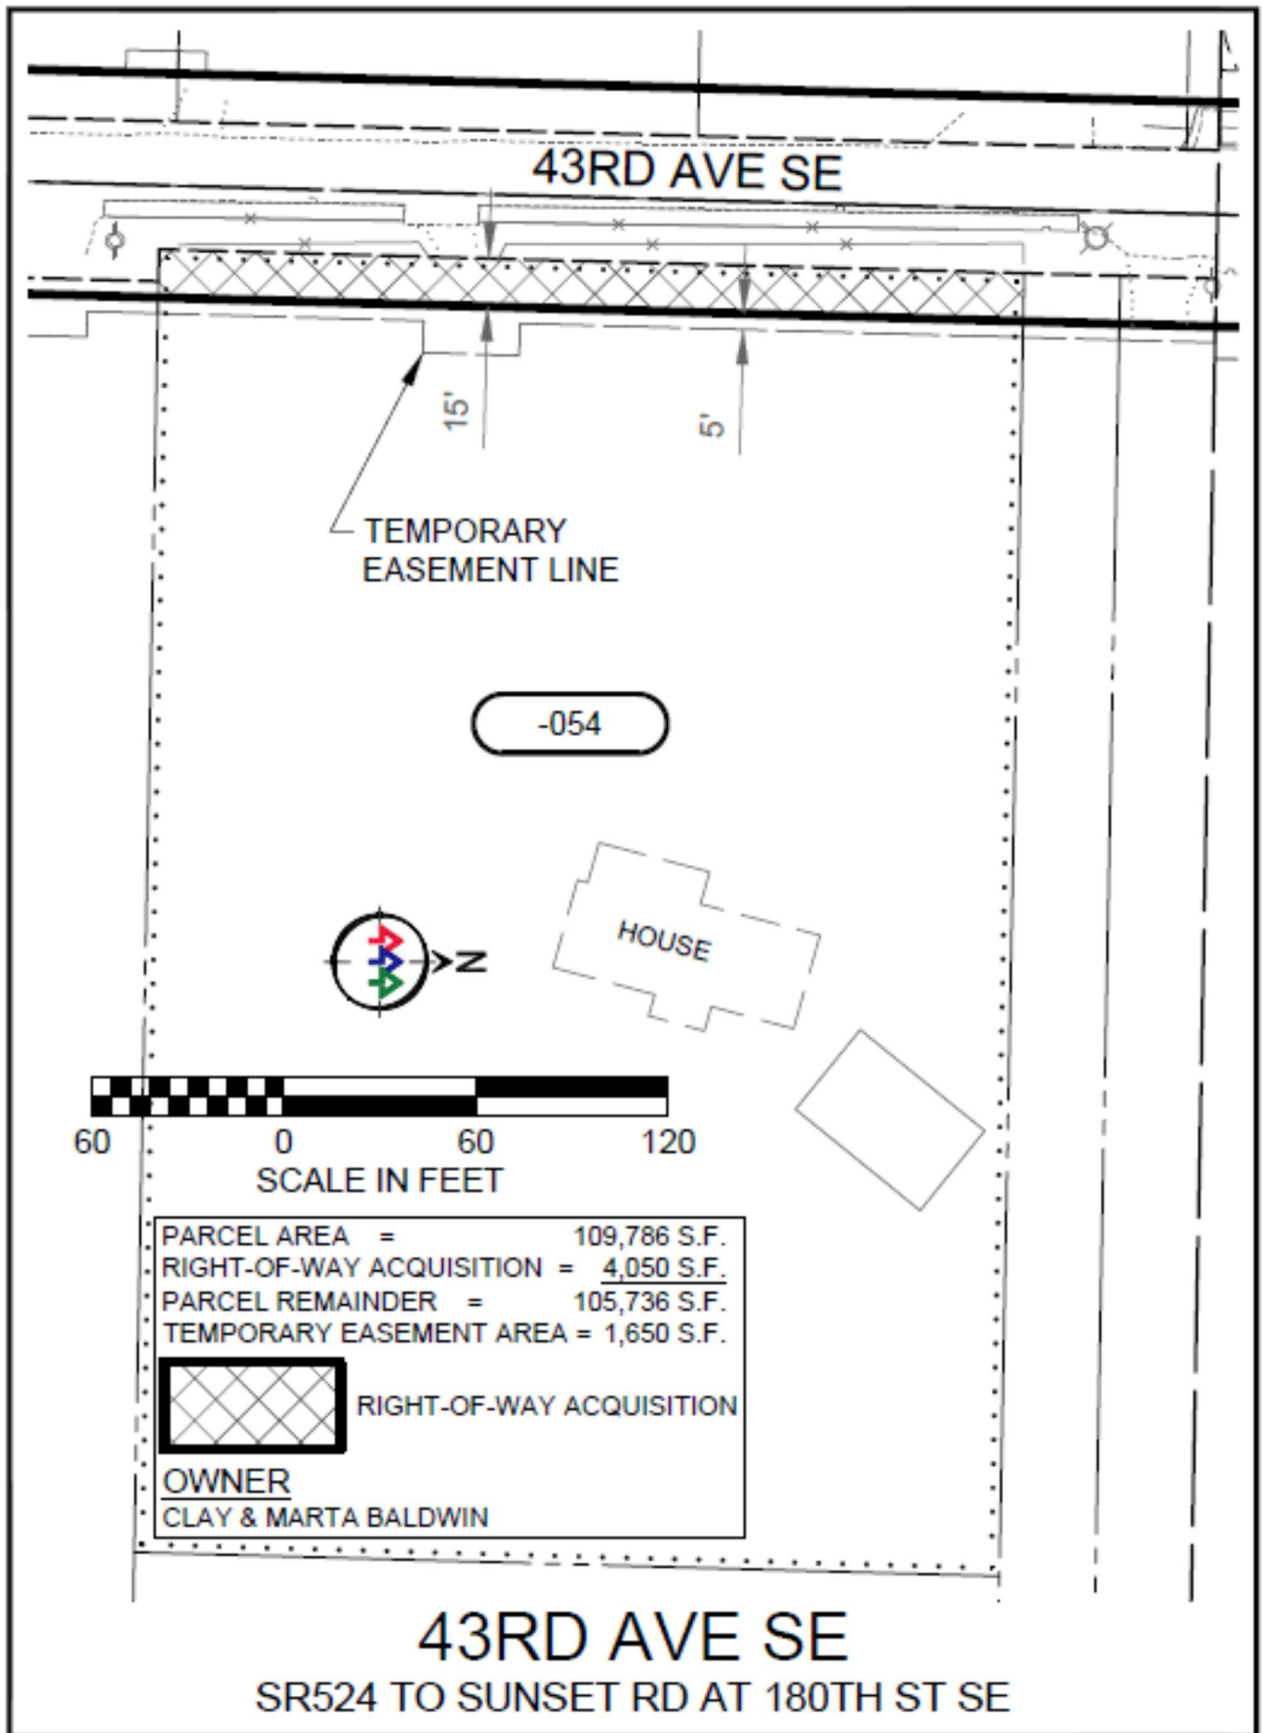 43RD AVE SE
15'
5'
TEMPORARY
EASEMENT LINE
-054
HOUSE
N
60 0 60 120
SCALE IN FEET
PARCEL AREA = 109,786 S.F.
RIGHT-OF-WAY ACQUISITION = 4,050 S.F.
PARCEL REMAINDER = 105,736 S.F.
TEMPORARY EASEMENT AREA = 1,650 S.F.
RIGHT-OF-WAY ACQUISITION
OWNER
CLAY & MARTA BALDWIN
43RD AVE SE
SR524 TO SUNSET RD AT 180TH ST SE